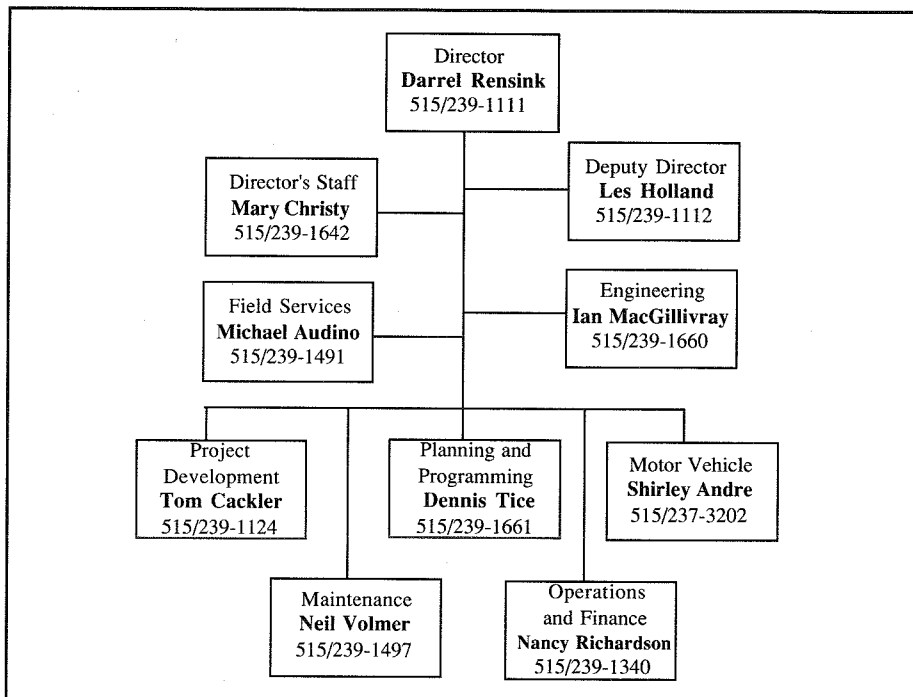 Director
Darrel Rensink
515/239-1111
Deputy Director
Les Holland
515/239-1112
Director's Staff
Mary Christy
515/239-1642
Engineering
Ian MacGillivray
515/239-1660
Field Services
Michael Audino
515/239-1491
Project
Development
Tom Cackler
515/239-1124
Planning and
Programming
Dennis Tice
515/239-1661
Motor Vehicle
Shirley Andre
515/237-3202
Maintenance
Neil Volmer
515/239-1497
Operations
and Finance
Nancy Richardson
515/239-1340